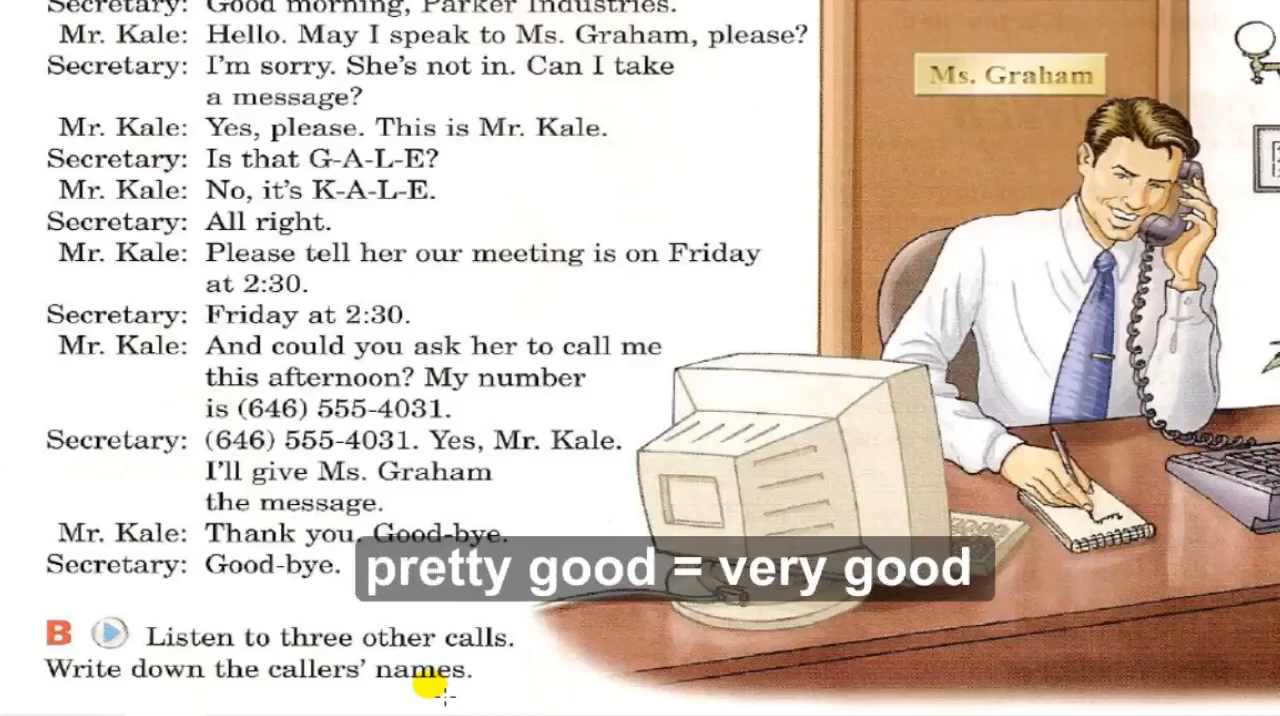 Secretary: Good morning, Parker Industries.
Mr. Kale: Hello. May I speak to Ms. Graham, please?
Secretary: I'm sorry. She's not in. Can I take
a message?
Mr. Kale: Yes, please. This is Mr. Kale.
Secretary: Is that G-A-L-E?
Mr. Kale: No, it's K-A-L-E.
Secretary: All right.
Mr. Kale: Please tell her our meeting is on Friday
at 2:30.
Secretary: Friday at 2:30.
Mr. Kale: And could you ask her to call me
this afternoon? My number
is (646) 555-4031.
Secretary: (646) 555-4031. Yes, Mr. Kale.
I'll give Ms. Graham
the message.
Mr. Kale: Thank you. Good-bye.
Secretary: Good-bye.
pretty good = very good
B Listen to three other calls.
Write down the callers' names.
Ms. Graham